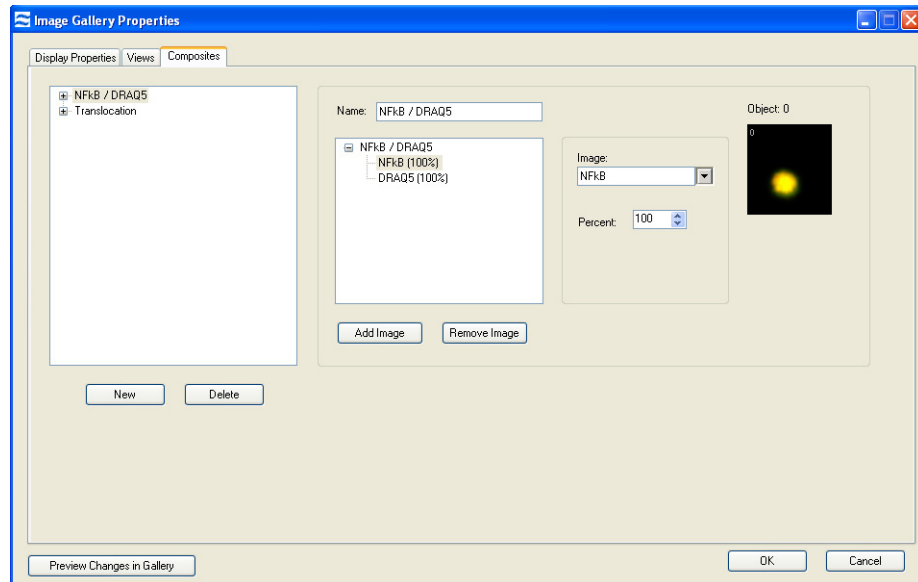 Image Gallery Properties
Display Properties Views Composites
NFkB / DRAQ5
Translocation
New Delete
Name: NFkB / DRAQ5
NFkB / DRAQ5
NFkB (100%)
DRAQ5 (100%)
Add Image Remove Image
Image:
NFkB
Percent: 100
Object: 0
0
Preview Changes in Gallery OK Cancel